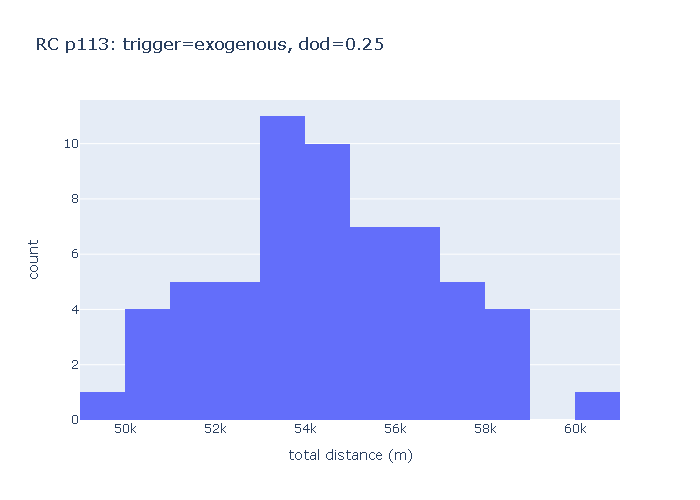 RC p113: trigger=exogenous, dod=0.25
10
8
6
4
2
0
count
50k 52k 54k 56k 58k 60k
total distance (m)